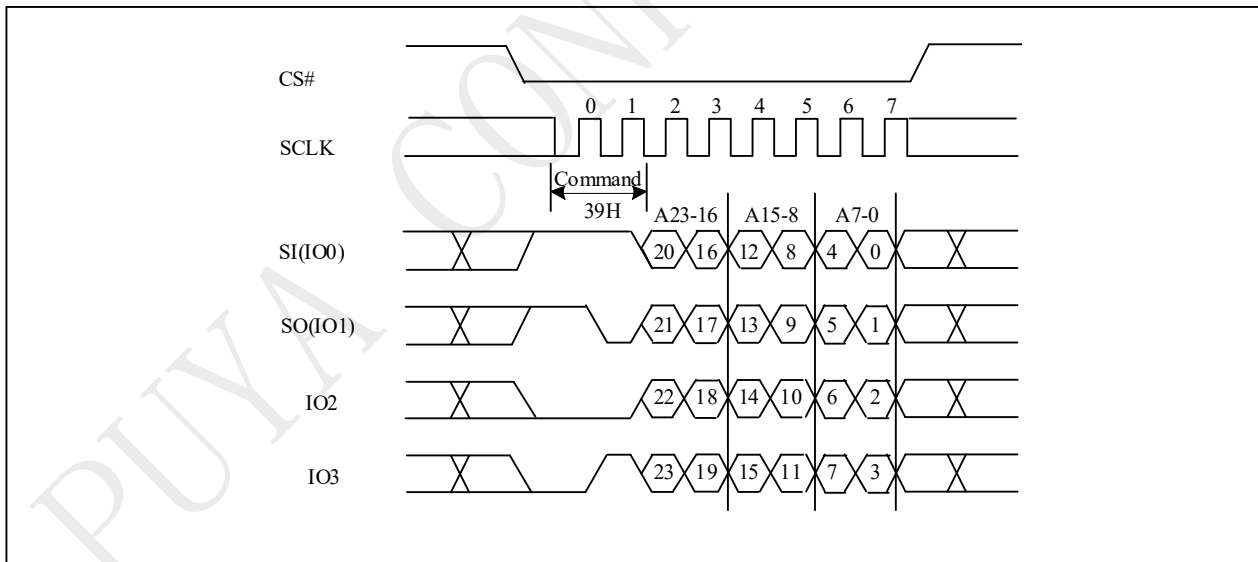 PUYA CONF
CS#
0 1 2 3 4 5 6 7
SCLK
Command
39H
A23-16 A15-8 A7-0
SI(IO0) 20 16 12 8 4 0
SO(IO1) 21 17 13 9 5 1
IO2 22 18 14 10 6 2
IO3 23 19 15 11 7 3